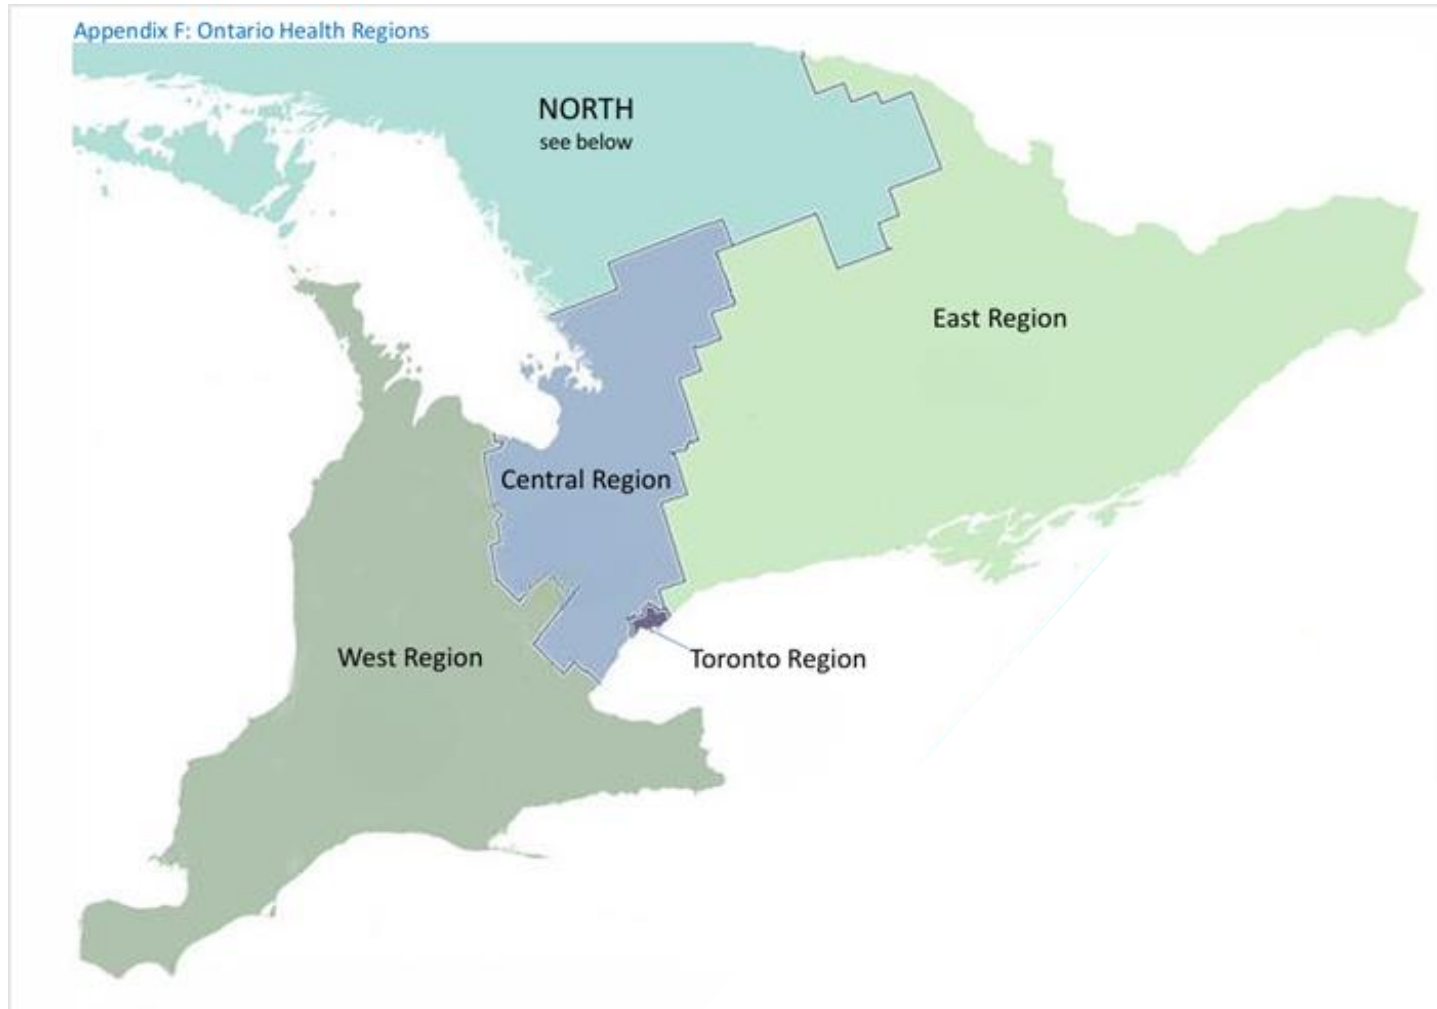 Appendix F: Ontario Health Regions
NORTH
see below
East Region
Central Region
West Region
Toronto Region